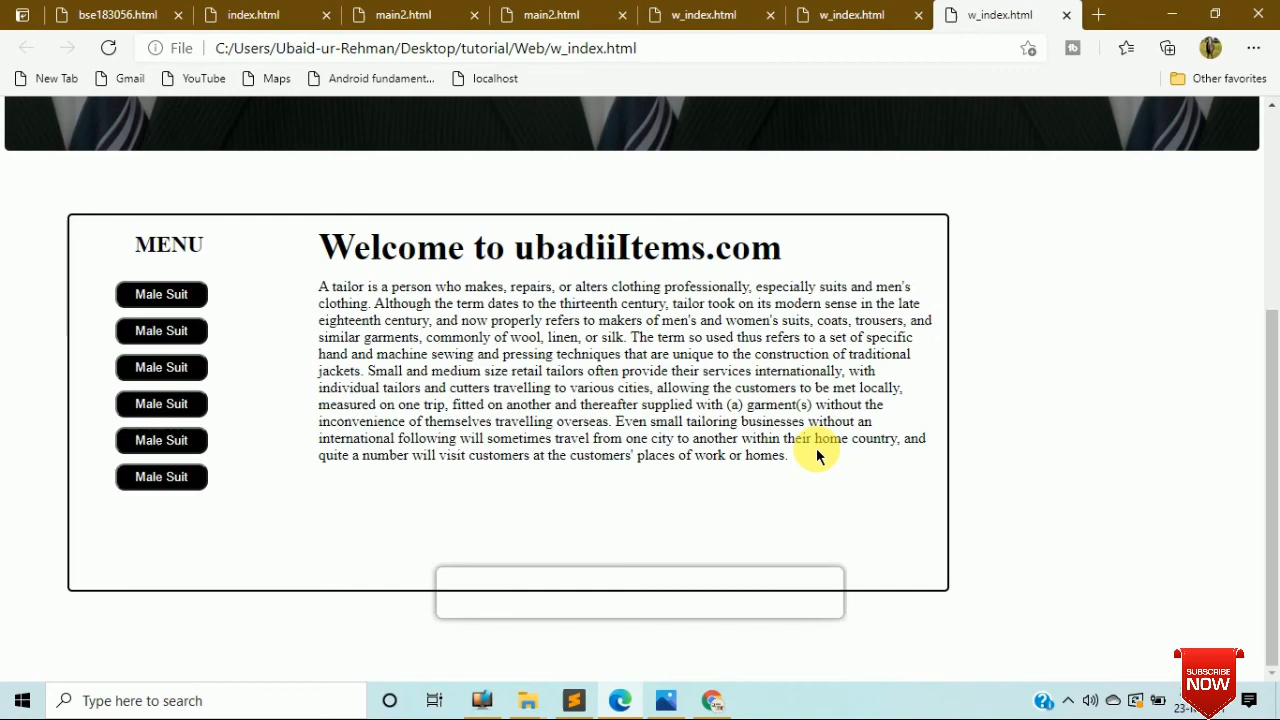 bse183056.html
index.html
main2.html
main2.html
w_index.html
w_index.html
w_index.html
File
C:/Users/Ubaid-ur-Rehman/Desktop/tutorial/Web/w_index.html
New Tab
Gmail
YouTube
Maps
Android fundament...
localhost
Other favorites
MENU
Male Suit
Male Suit
Male Suit
Male Suit
Male Suit
Male Suit
Welcome to ubadiiItems.com
A tailor is a person who makes, repairs, or alters clothing professionally, especially suits and men's
clothing. Although the term dates to the thirteenth century, tailor took on its modern sense in the late
eighteenth century, and now properly refers to makers of men's and women's suits, coats, trousers, and
similar garments, commonly of wool, linen, or silk. The term so used thus refers to a set of specific
hand and machine sewing and pressing techniques that are unique to the construction of traditional
jackets. Small and medium size retail tailors often provide their services internationally, with
individual tailors and cutters travelling to various cities, allowing the customers to be met locally,
measured on one trip, fitted on another and thereafter supplied with (a) garment(s) without the
inconvenience of themselves travelling overseas. Even small tailoring businesses without an
international following will sometimes travel from one city to another within their home country, and
quite a number will visit customers at the customers' places of work or homes.
Type here to search
SUBSCRIBE
NOW